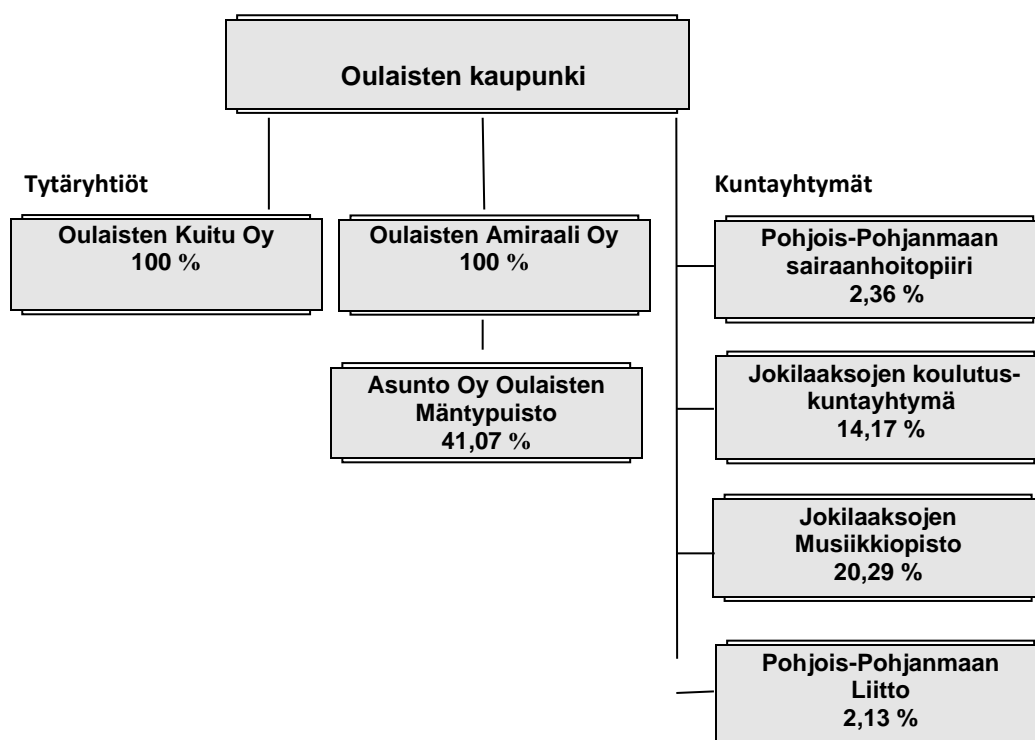 Oulaisten kaupunki
Tytäryhtiöt
Oulaisten Kuitu Oy
100 %
Oulaisten Amiraali Oy
100 %
Asunto Oy Oulaisten
Mäntypuisto
41,07 %
Kuntayhtymät
Pohjois-Pohjanmaan
sairaanhoitopiiri
2,36 %
Jokilaaksojen koulutus-
kuntayhtymä
14,17 %
Jokilaaksojen
Musiikkiopisto
20,29 %
Pohjois-Pohjanmaan
Liitto
2,13 %